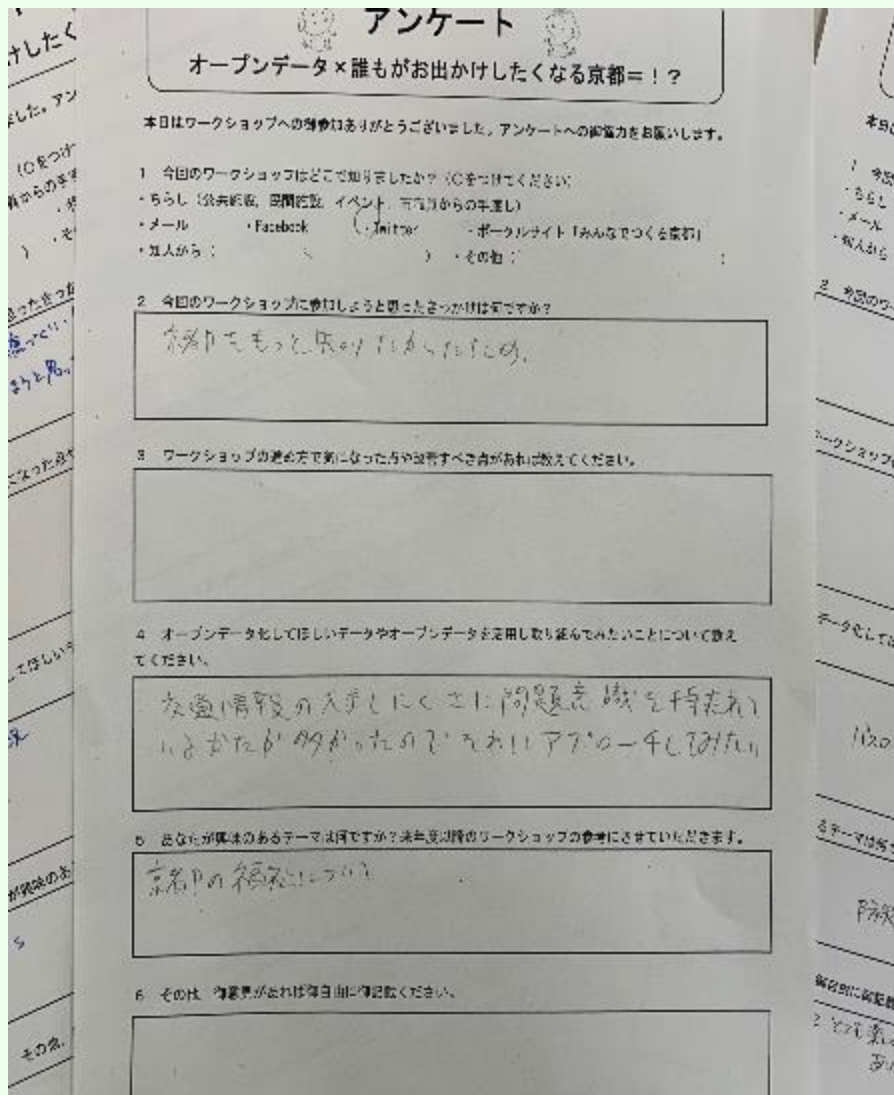 アンケート
オープンデータ×誰もがお出かけしたくなる京都=!?
本日はワークショップへの御参加ありがとうございました。アンケートへの御協力をお願いします。
1 今回のワークショップはどこで知りましたか?(○をつけてください)
・ちらし(公共施設、民間施設、イベント、市職員からの手渡し)
・メール ・Facebook ・Twitter ・ポータルサイト「みんなでつくる京都」
・知人から( ) ・その他( )
2 今回のワークショップに参加しようと思ったきっかけは何ですか?
京都をもっと知りたかったため。
3 ワークショップの進め方で気になった点や改善すべき点があれば教えてください。
4 オープンデータ化してほしいデータやオープンデータを活用し取り組んでみたいことについて教え
てください。
交通情報の入手しにくさに問題意識を持たれて
いるかたが多かったのでそれにアプローチしてみたい
5 あなたが興味のあるテーマは何ですか?来年度以降のワークショップの参考にさせていただきます。
京都の福祉について
6 その他、御意見があれば御自由に御記載ください。